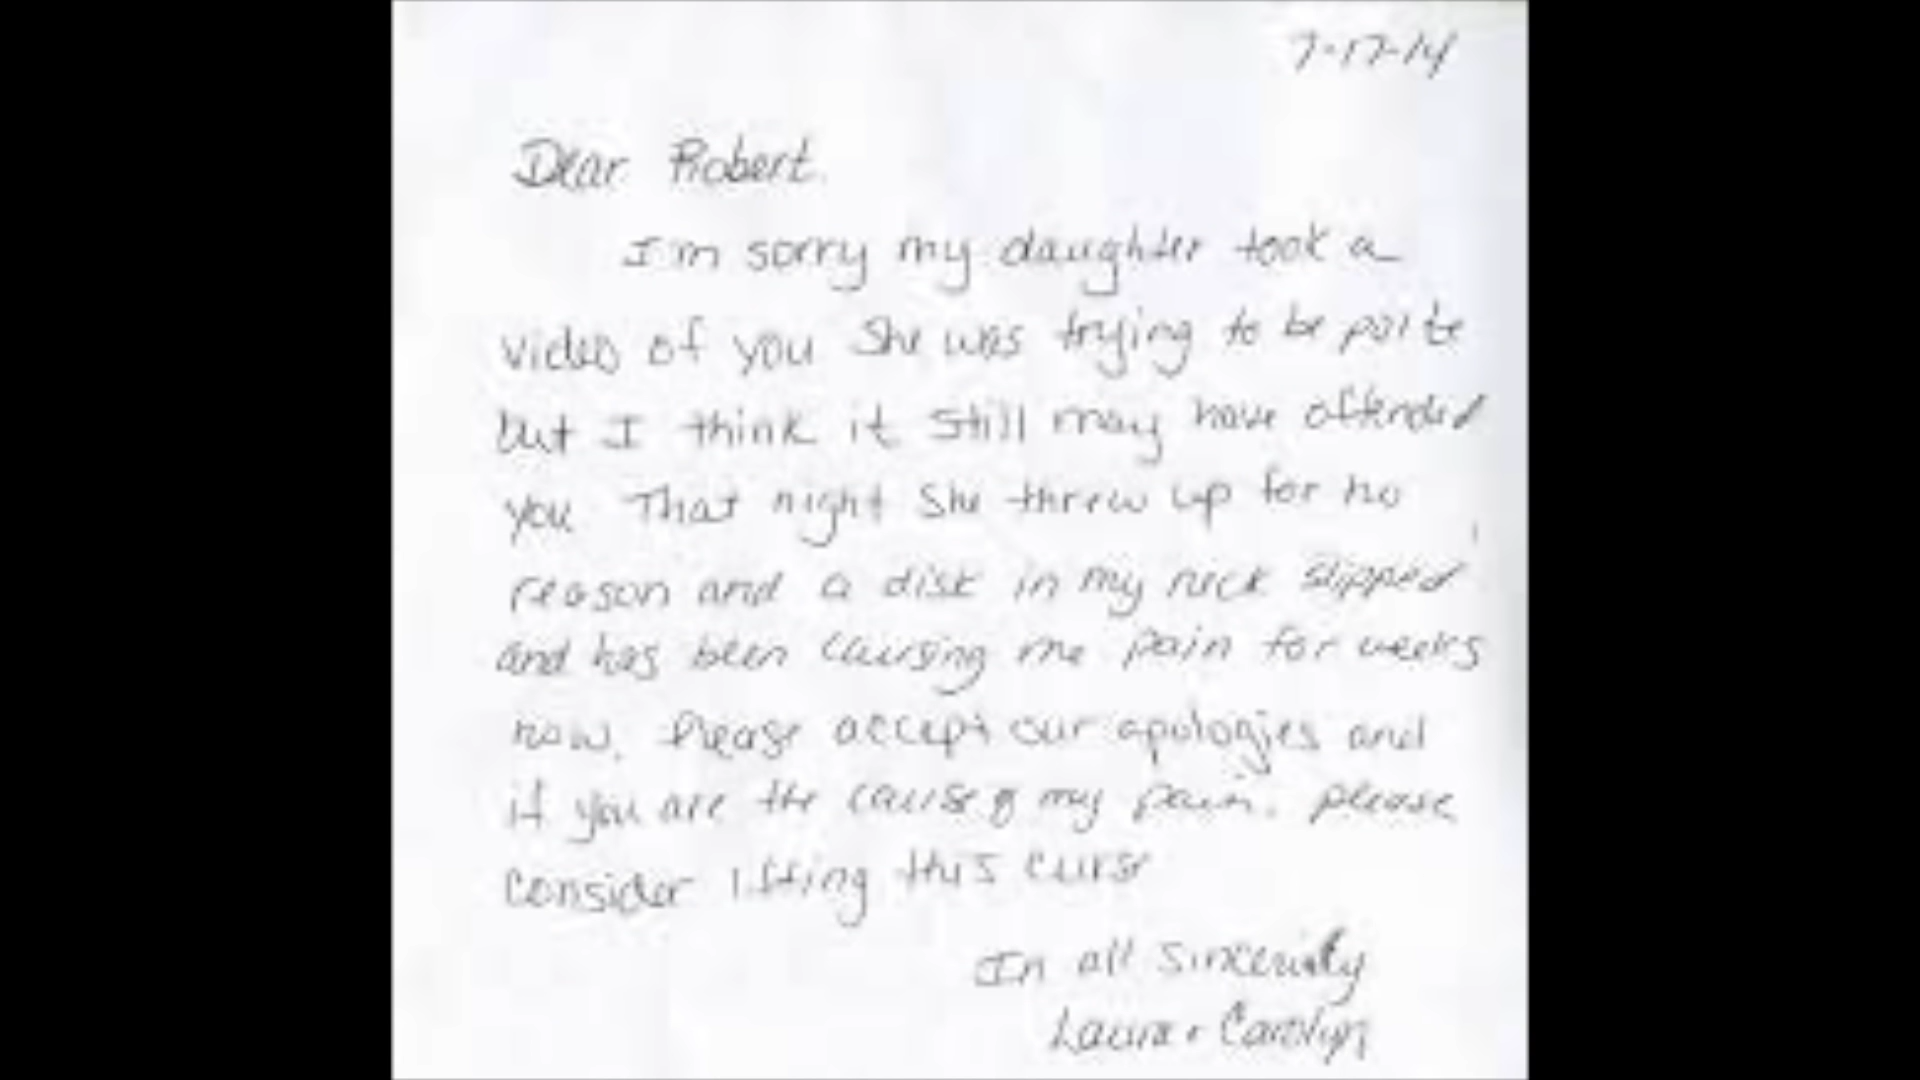 7-17-14
Dear Robert.
I'm sorry my daughter took a
video of you She was trying to be polite
but I think it still may have offended
you That night She threw up for no
reason and a disk in my neck slipped
and has been causing me pain for weeks
now. Please accept our apologies and
if you are the cause of my pain. please
Consider lifting this curse
In all sincerity
Laura + Carolyn